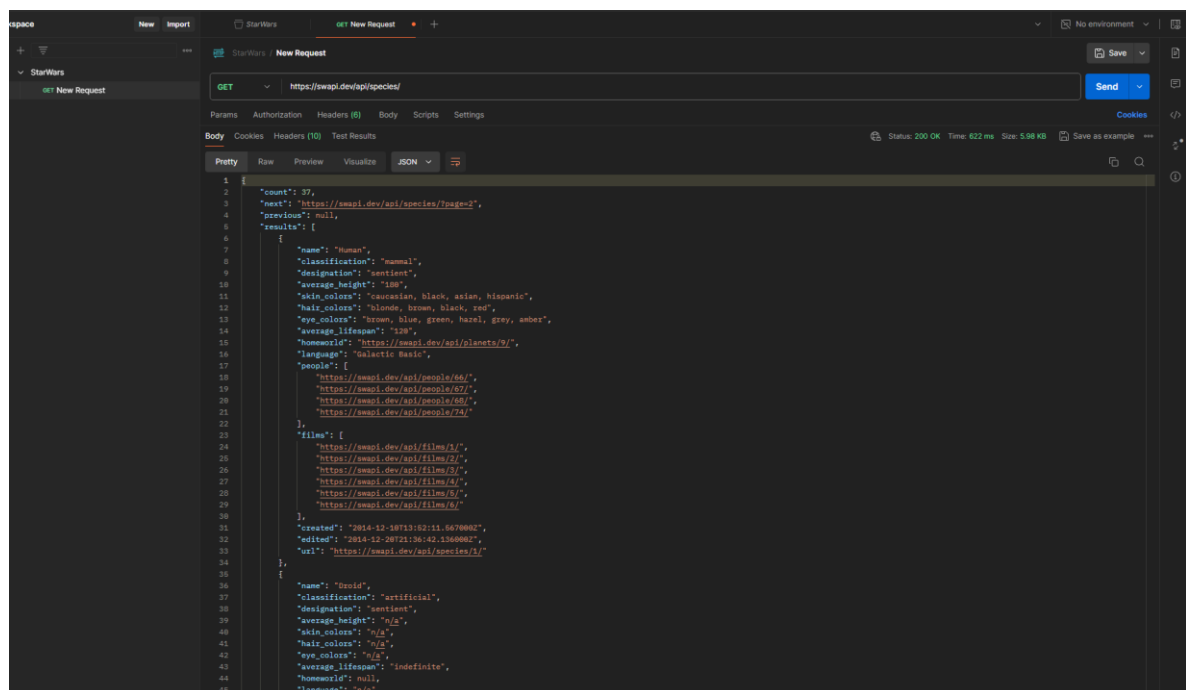 kspace New Import StarWars GET New Request + No environment
+
StarWars / New Request Save
StarWars
GET New Request
GET https://swapi.dev/api/species/ Send
Params Authorization Headers (6) Body Scripts Settings Cookies
Body Cookies Headers (10) Test Results Status: 200 OK Time: 622 ms Size: 5.98 KB Save as example
Pretty Raw Preview Visualize JSON
1 {
2 "count": 37,
3 "next": "https://swapi.dev/api/species/?page=2",
4 "previous": null,
5 "results": [
6 {
7 "name": "Human",
8 "classification": "mammal",
9 "designation": "sentient",
10 "average_height": "180",
11 "skin_colors": "caucasian, black, asian, hispanic",
12 "hair_colors": "blonde, brown, black, red",
13 "eye_colors": "brown, blue, green, hazel, grey, amber",
14 "average_lifespan": "120",
15 "homeworld": "https://swapi.dev/api/planets/9/",
16 "language": "Galactic Basic",
17 "people": [
18 "https://swapi.dev/api/people/66/",
19 "https://swapi.dev/api/people/67/",
20 "https://swapi.dev/api/people/68/",
21 "https://swapi.dev/api/people/74/"
22 ],
23 "films": [
24 "https://swapi.dev/api/films/1/",
25 "https://swapi.dev/api/films/2/",
26 "https://swapi.dev/api/films/3/",
27 "https://swapi.dev/api/films/4/",
28 "https://swapi.dev/api/films/5/",
29 "https://swapi.dev/api/films/6/"
30 ],
31 "created": "2014-12-10T13:52:11.567000Z",
32 "edited": "2014-12-20T21:36:42.136000Z",
33 "url": "https://swapi.dev/api/species/1/"
34 },
35 {
36 "name": "Droid",
37 "classification": "artificial",
38 "designation": "sentient",
39 "average_height": "n/a",
40 "skin_colors": "n/a",
41 "hair_colors": "n/a",
42 "eye_colors": "n/a",
43 "average_lifespan": "indefinite",
44 "homeworld": null,
45 "language": "n/a"